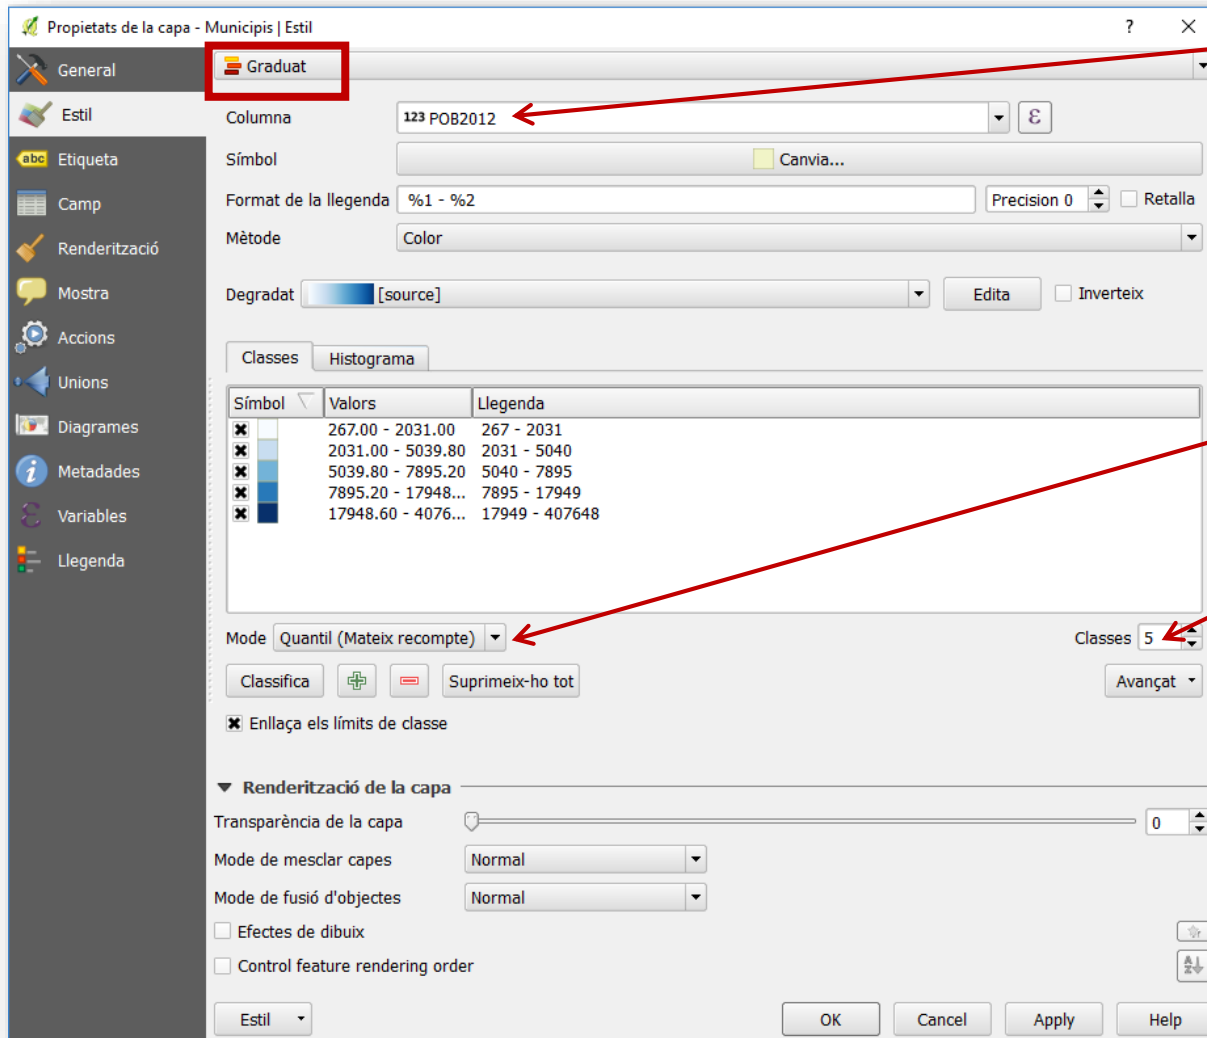 Propietats de la capa - Municipis | Estil ?
General
Graduat
Estil
Columna 123 POB2012 ε
abc Etiqueta
Símbol Canvia...
Camp
Format de la llegenda %1 - %2 Precision 0 Retalla
Renderització
Mètode Color
Mostra
Degradat [source] Edita Inverteix
Accions
Classes Histograma
Unions
Símbol Valors Llegenda
Diagrames
267.00 - 2031.00 267 - 2031
2031.00 - 5039.80 2031 - 5040
Metadades
5039.80 - 7895.20 5040 - 7895
7895.20 - 17948... 7895 - 17949
Variables
17948.60 - 4076... 17949 - 407648
Llegenda
Mode Quantil (Mateix recompte) Classes 5
Classifica Suprimeix-ho tot Avançat
Enllaça els límits de classe
Renderització de la capa
Transparència de la capa 0
Mode de mesclar capes Normal
Mode de fusió d'objectes Normal
Efectes de dibuix
Control feature rendering order
Estil OK Cancel Apply Help